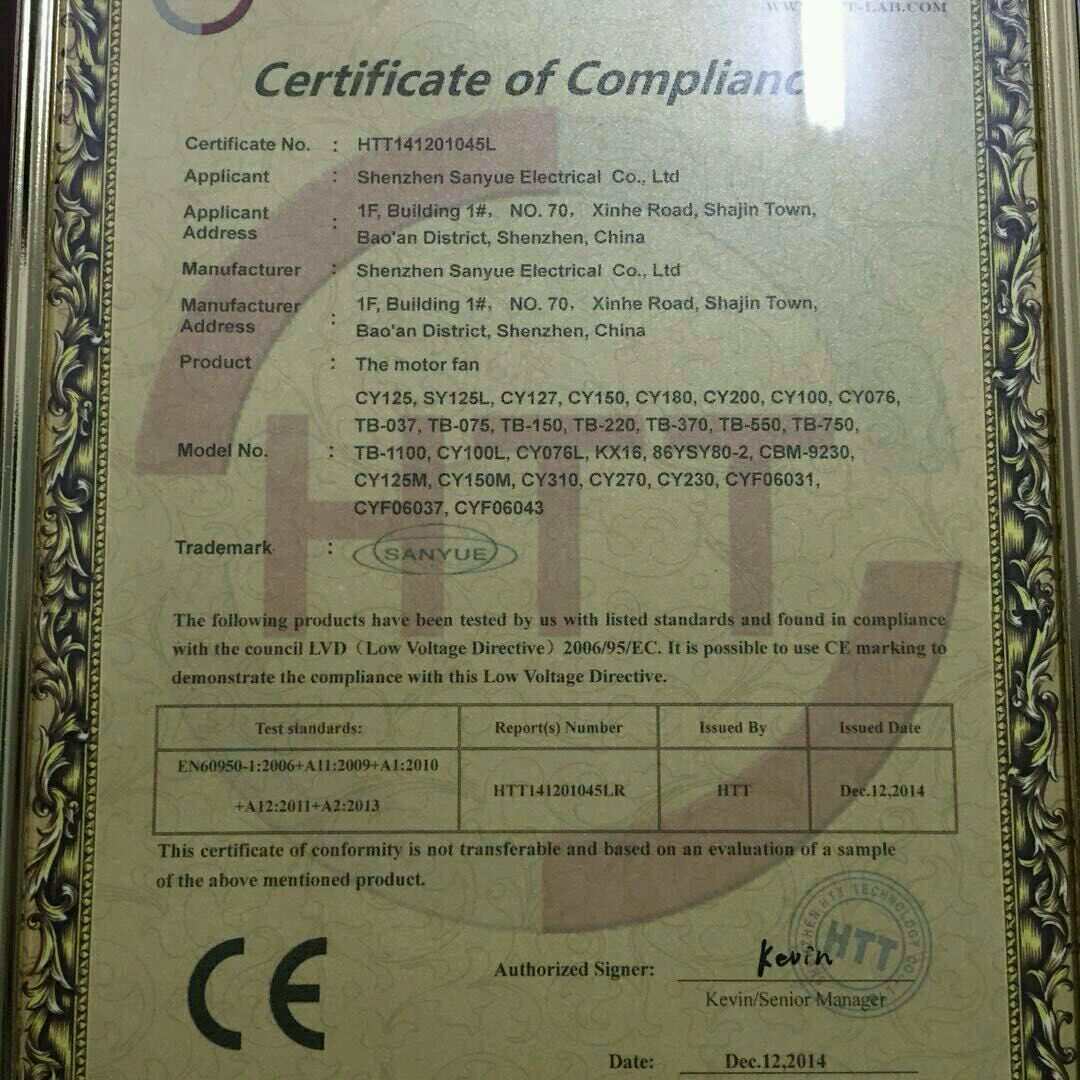 -LAB.COM
Certificate of Complianc
Certificate No. : HTT141201045L
Applicant : Shenzhen Sanyue Electrical Co., Ltd
Applicant Address : 1F, Building 1#, NO. 70, Xinhe Road, Shajin Town,
Bao'an District, Shenzhen, China
Manufacturer : Shenzhen Sanyue Electrical Co., Ltd
Manufacturer Address : 1F, Building 1#, NO. 70, Xinhe Road, Shajin Town,
Bao'an District, Shenzhen, China
Product : The motor fan
CY125, SY125L, CY127, CY150, CY180, CY200, CY100, CY076,
TB-037, TB-075, TB-150, TB-220, TB-370, TB-550, TB-750,
Model No. : TB-1100, CY100L, CY076L, KX16, 86YSY80-2, CBM-9230,
CY125M, CY150M, CY310, CY270, CY230, CYF06031,
CYF06037, CYF06043
Trademark : SANYUE
HTT
The following products have been tested by us with listed standards and found in compliance
with the council LVD (Low Voltage Directive) 2006/95/EC. It is possible to use CE marking to
demonstrate the compliance with this Low Voltage Directive.
Test standards: Report(s) Number Issued By Issued Date
EN60950-1:2006+A11:2009+A1:2010
+A12:2011+A2:2013 HTT141201045LR HTT Dec.12,2014
This certificate of conformity is not transferable and based on an evaluation of a sample
of the above mentioned product.
CE
HTT TECHNOLOGY CO.
HTT
Authorized Signer: Kevin
Kevin/Senior Manager
Date: Dec.12,2014